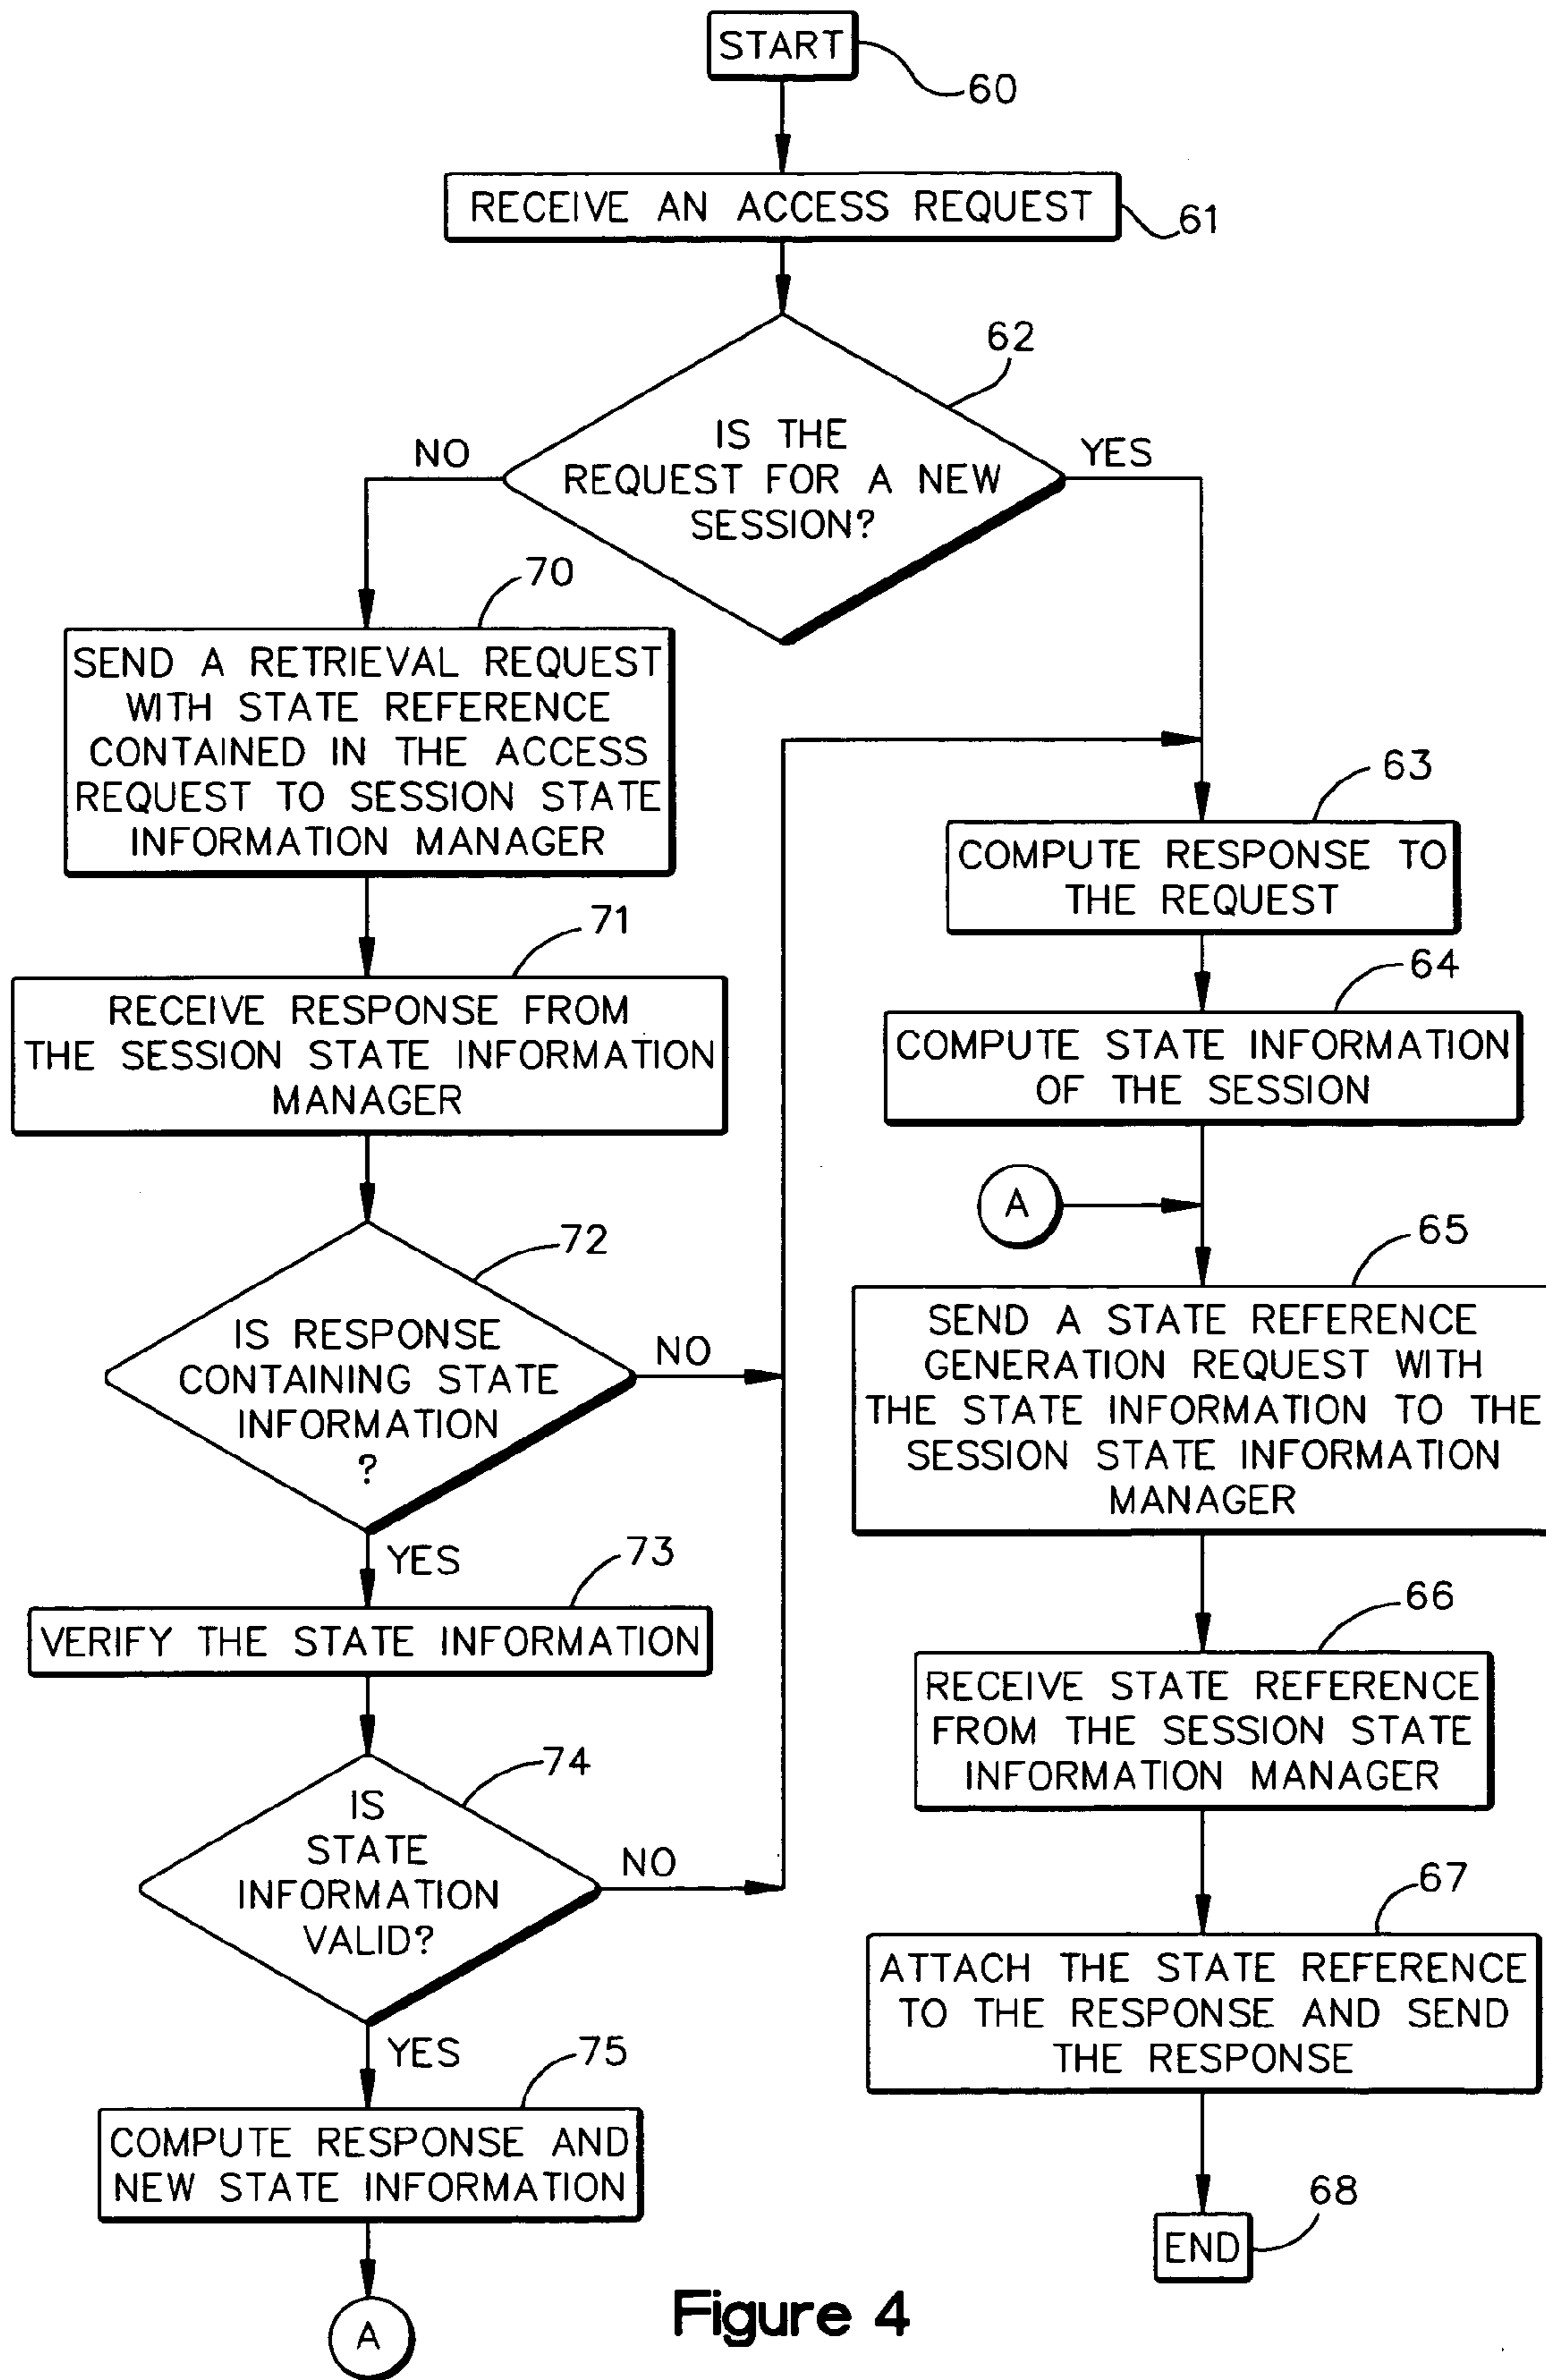 START
60
RECEIVE AN ACCESS REQUEST
61
62
IS THE
REQUEST FOR A NEW
SESSION?
NO
YES
70
SEND A RETRIEVAL REQUEST
WITH STATE REFERENCE
CONTAINED IN THE ACCESS
REQUEST TO SESSION STATE
INFORMATION MANAGER
71
RECEIVE RESPONSE FROM
THE SESSION STATE INFORMATION
MANAGER
72
IS RESPONSE
CONTAINING STATE
INFORMATION
?
NO
YES
73
VERIFY THE STATE INFORMATION
74
IS
STATE
INFORMATION
VALID?
NO
YES
75
COMPUTE RESPONSE AND
NEW STATE INFORMATION
A
63
COMPUTE RESPONSE TO
THE REQUEST
64
COMPUTE STATE INFORMATION
OF THE SESSION
A
65
SEND A STATE REFERENCE
GENERATION REQUEST WITH
THE STATE INFORMATION TO THE
SESSION STATE INFORMATION
MANAGER
66
RECEIVE STATE REFERENCE
FROM THE SESSION STATE
INFORMATION MANAGER
67
ATTACH THE STATE REFERENCE
TO THE RESPONSE AND SEND
THE RESPONSE
68
END
Figure 4